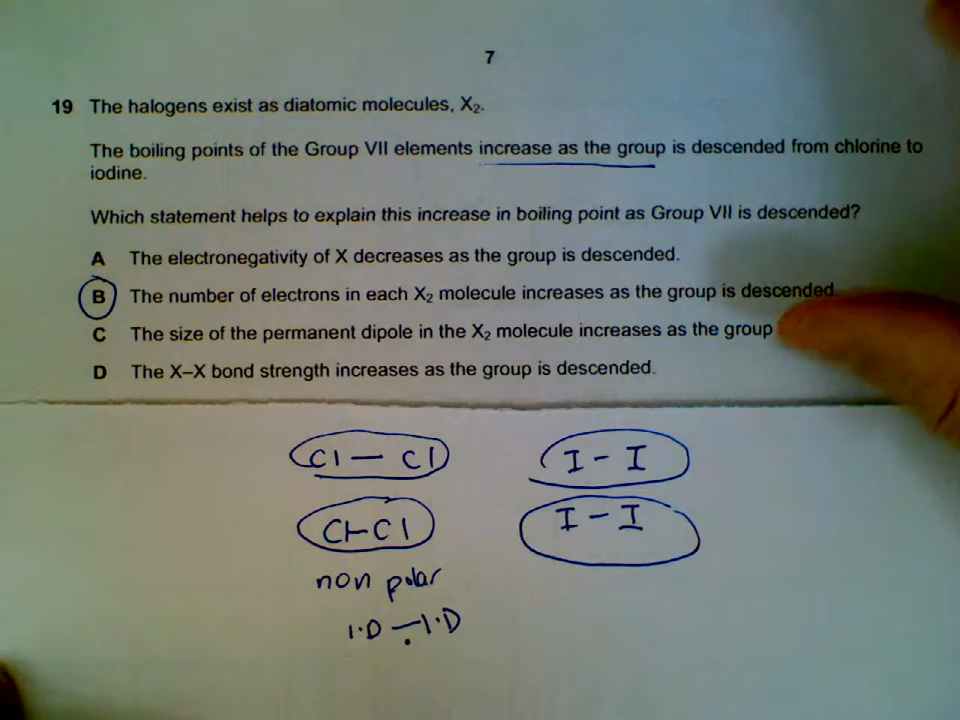 7
19 The halogens exist as diatomic molecules, X₂.
The boiling points of the Group VII elements increase as the group is descended from chlorine to
iodine.
Which statement helps to explain this increase in boiling point as Group VII is descended?
A The electronegativity of X decreases as the group is descended.
B The number of electrons in each X₂ molecule increases as the group is descended
C The size of the permanent dipole in the X₂ molecule increases as the group
D The X–X bond strength increases as the group is descended.
Cl — Cl I - I
Cl-Cl I - I
non polar
I.D — I.D